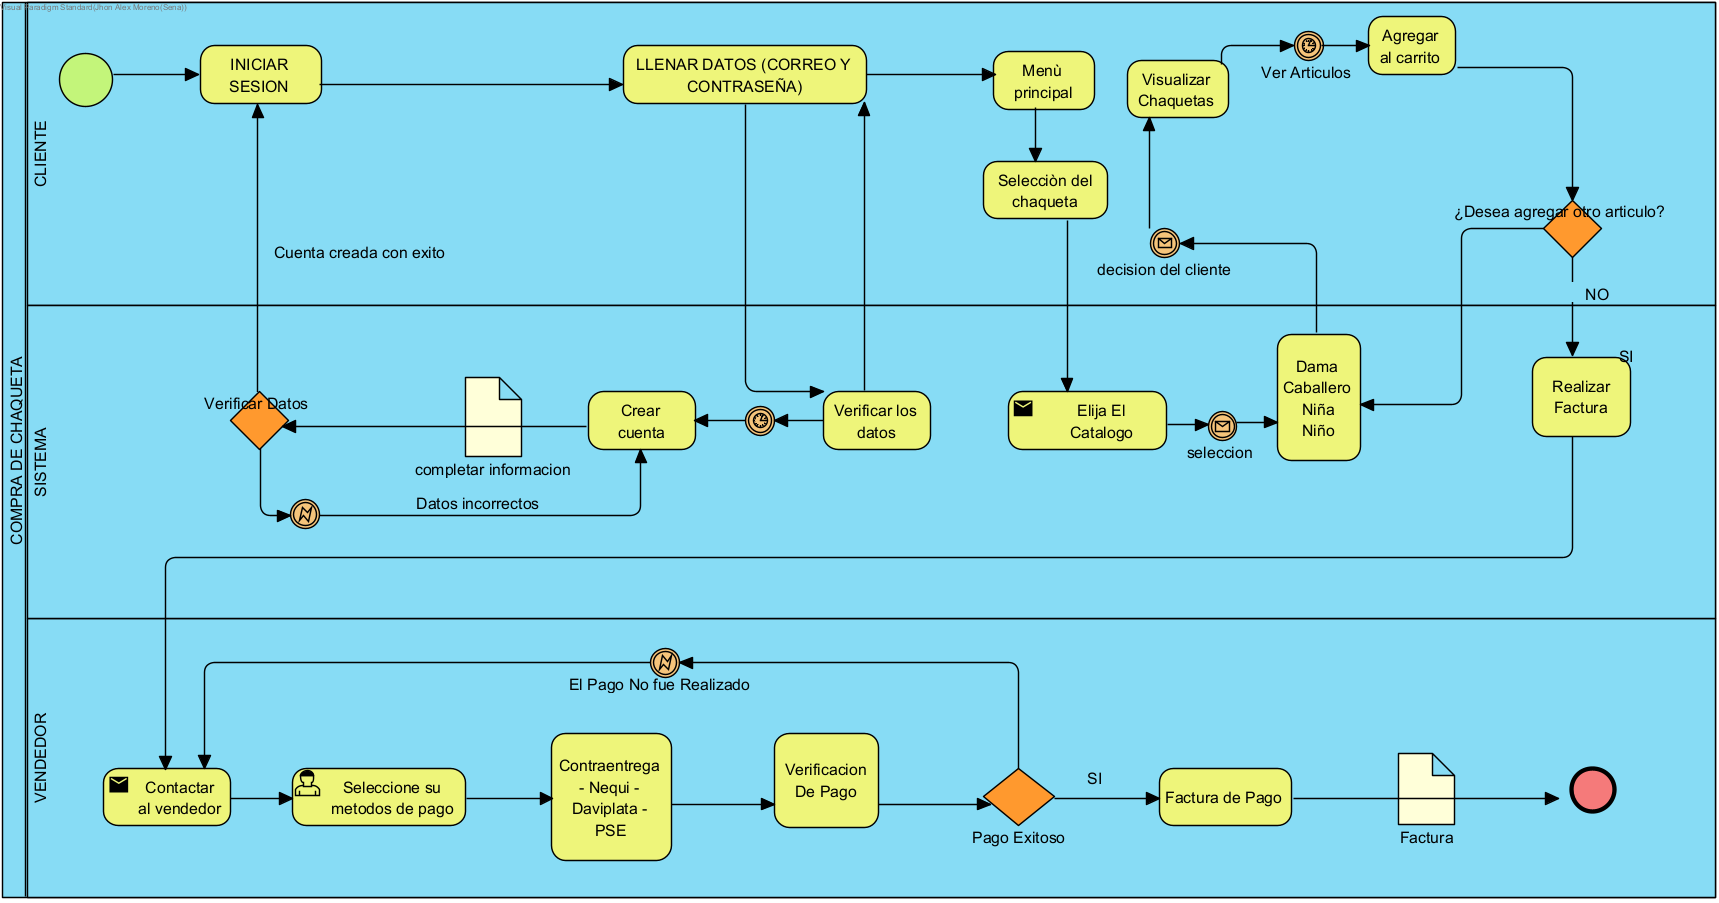 Visual Paradigm Standard(Jhon Alex Moreno(Sena))
COMPRA DE CHAQUETA
CLIENTE
INICIAR
SESION
LLENAR DATOS (CORREO Y
CONTRASEÑA)
Menù
principal
Visualizar
Chaquetas
Ver Articulos
Agregar
al carrito
Selecciòn del
chaqueta
¿Desea agregar otro articulo?
Cuenta creada con exito
decision del cliente
NO
SISTEMA
Verificar Datos
completar informacion
Crear
cuenta
Verificar los
datos
Elija El
Catalogo
seleccion
Dama
Caballero
Niña
Niño
SI
Realizar
Factura
Datos incorrectos
VENDEDOR
El Pago No fue Realizado
Contactar
al vendedor
Seleccione su
metodos de pago
Contraentrega
- Nequi -
Daviplata -
PSE
Verificacion
De Pago
Pago Exitoso
SI
Factura de Pago
Factura